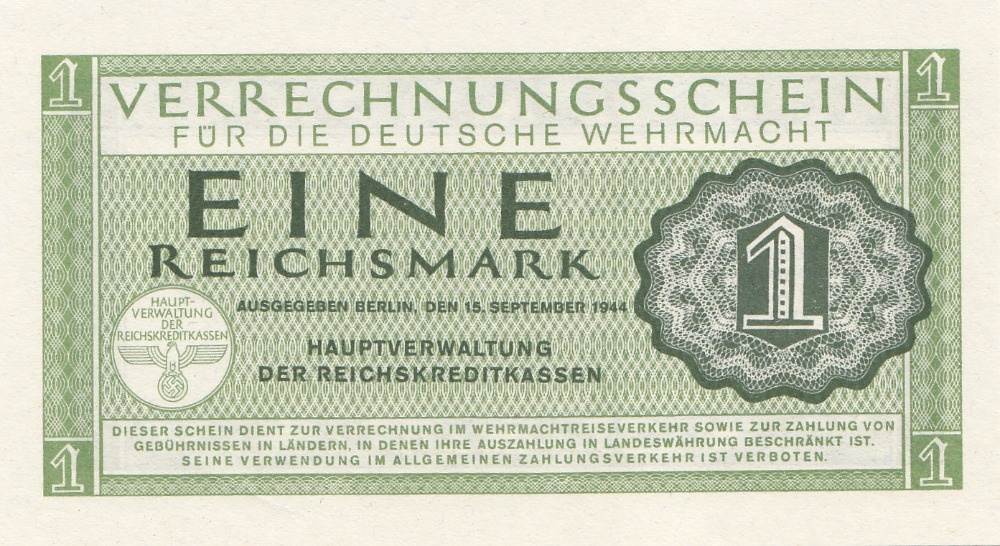 1 1
VERRECHNUNGSSCHEIN
FÜR DIE DEUTSCHE WEHRMACHT
EINE
REICHSMARK
1
AUSGEGEBEN BERLIN, DEN 15. SEPTEMBER 1944
HAUPT-
VERWALTUNG
DER
REICHSKREDITKASSEN
HAUPTVERWALTUNG
DER REICHSKREDITKASSEN
DIESER SCHEIN DIENT ZUR VERRECHNUNG IM WEHRMACHTREISEVERKEHR SOWIE ZUR ZAHLUNG VON
GEBÜHRNISSEN IN LÄNDERN, IN DENEN IHRE AUSZAHLUNG IN LANDESWÄHRUNG BESCHRÄNKT IST.
SEINE VERWENDUNG IM ALLGEMEINEN ZAHLUNGSVERKEHR IST VERBOTEN.
1 1